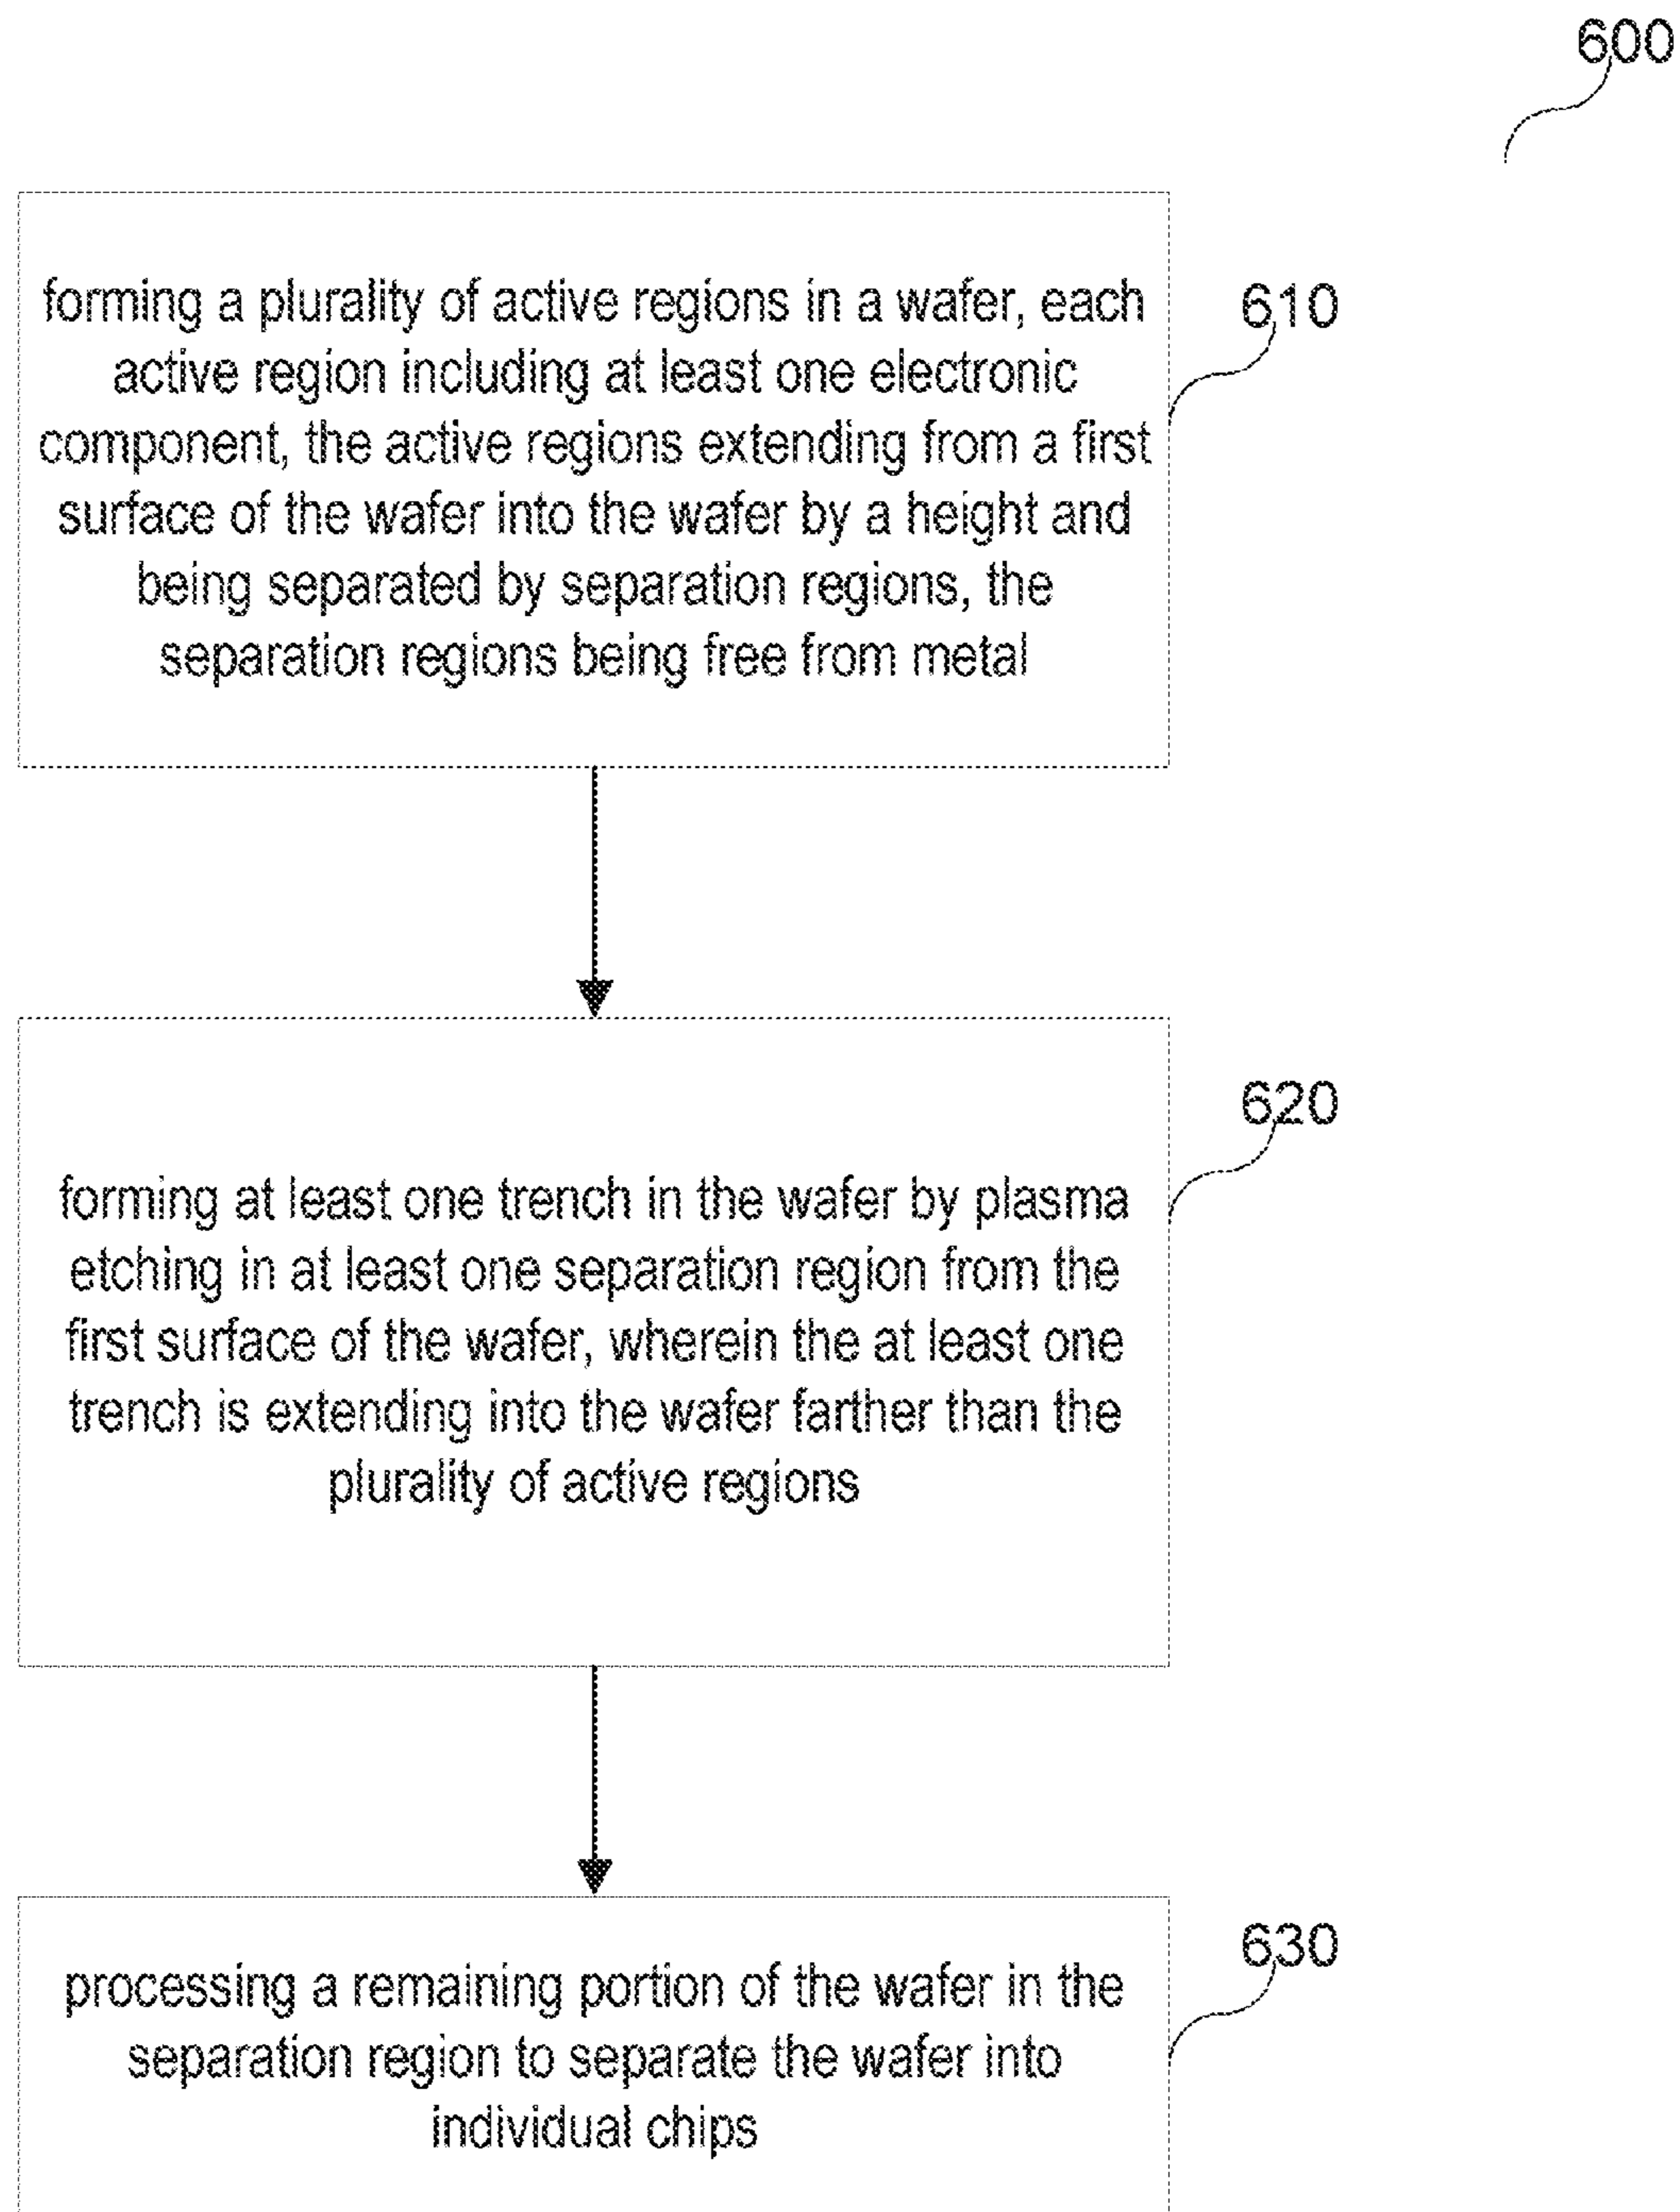 600
forming a plurality of active regions in a wafer, each
active region including at least one electronic
component, the active regions extending from a first
surface of the wafer into the wafer by a height and
being separated by separation regions, the
separation regions being free from metal
610
forming at least one trench in the wafer by plasma
etching in at least one separation region from the
first surface of the wafer, wherein the at least one
trench is extending into the wafer farther than the
plurality of active regions
620
processing a remaining portion of the wafer in the
separation region to separate the wafer into
individual chips
630